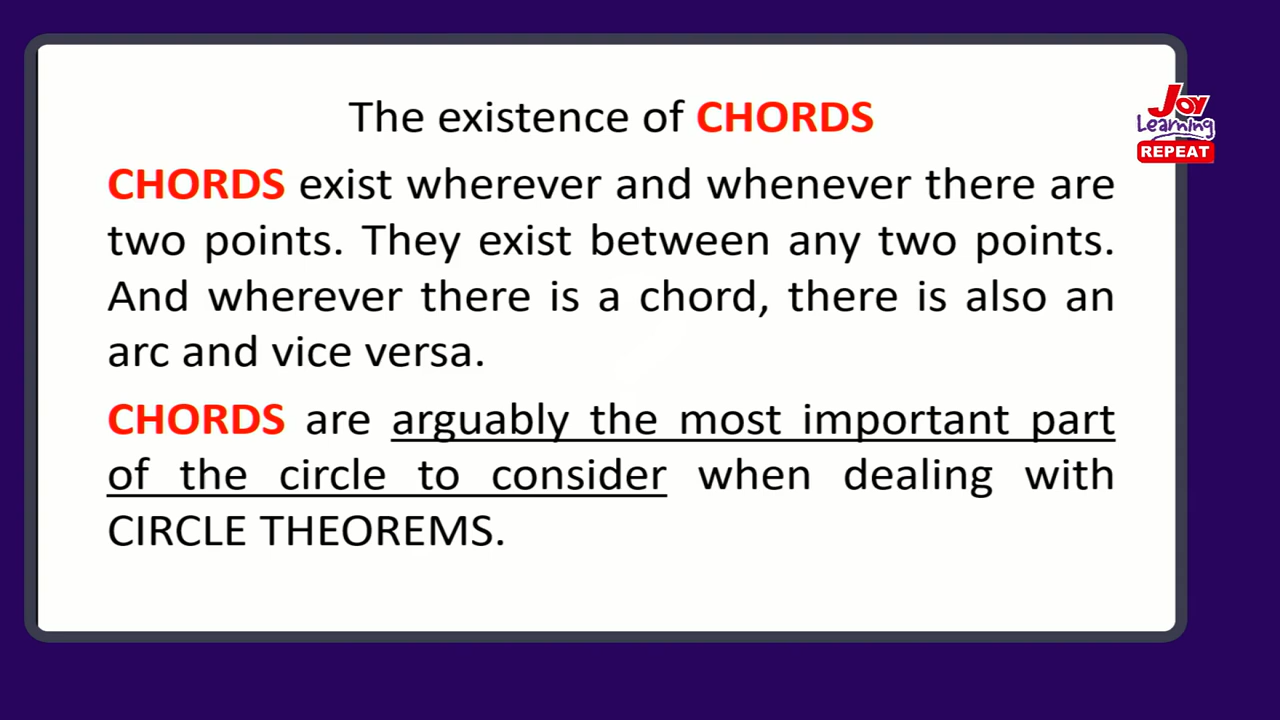 The existence of CHORDS
CHORDS exist wherever and whenever there are
two points. They exist between any two points.
And wherever there is a chord, there is also an
arc and vice versa.
CHORDS are arguably the most important part
of the circle to consider when dealing with
CIRCLE THEOREMS.
JOY
Learning
REPEAT